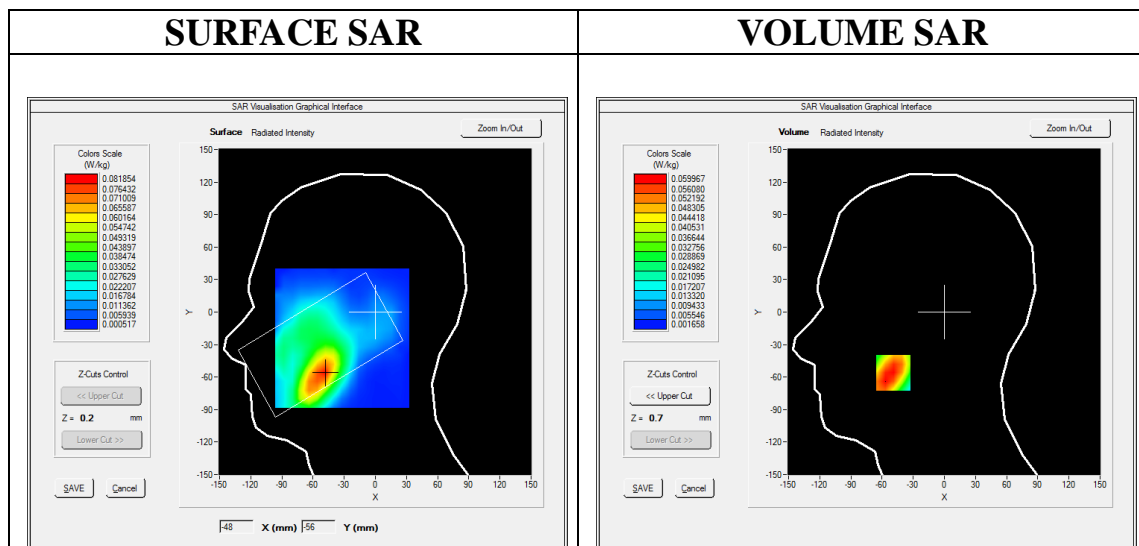 SURFACE SAR
VOLUME SAR
SAR Visualisation Graphical Interface
Surface Radiated Intensity
Zoom In/Out
Colors Scale
(W/kg)
0.081854
0.076432
0.071009
0.065587
0.060164
0.054742
0.049319
0.043897
0.038474
0.033052
0.027629
0.022207
0.016784
0.011362
0.005939
0.000517
Z-Cuts Control
<< Upper Cut
Z = 0.2 mm
Lower Cut >>
SAVE Cancel
150
120
90
60
30
0
-30
-60
-90
-120
-150
Y
-150 -120 -90 -60 -30 0 30 60 90 120 150
X
-48 X (mm) -56 Y (mm)
SAR Visualisation Graphical Interface
Volume Radiated Intensity
Zoom In/Out
Colors Scale
(W/kg)
0.059967
0.056080
0.052192
0.048305
0.044418
0.040531
0.036644
0.032756
0.028869
0.024982
0.021095
0.017207
0.013320
0.009433
0.005546
0.001658
Z-Cuts Control
<< Upper Cut
Z = 0.7 mm
Lower Cut >>
SAVE Cancel
150
120
90
60
30
0
-30
-60
-90
-120
-150
Y
-150 -120 -90 -60 -30 0 30 60 90 120 150
X